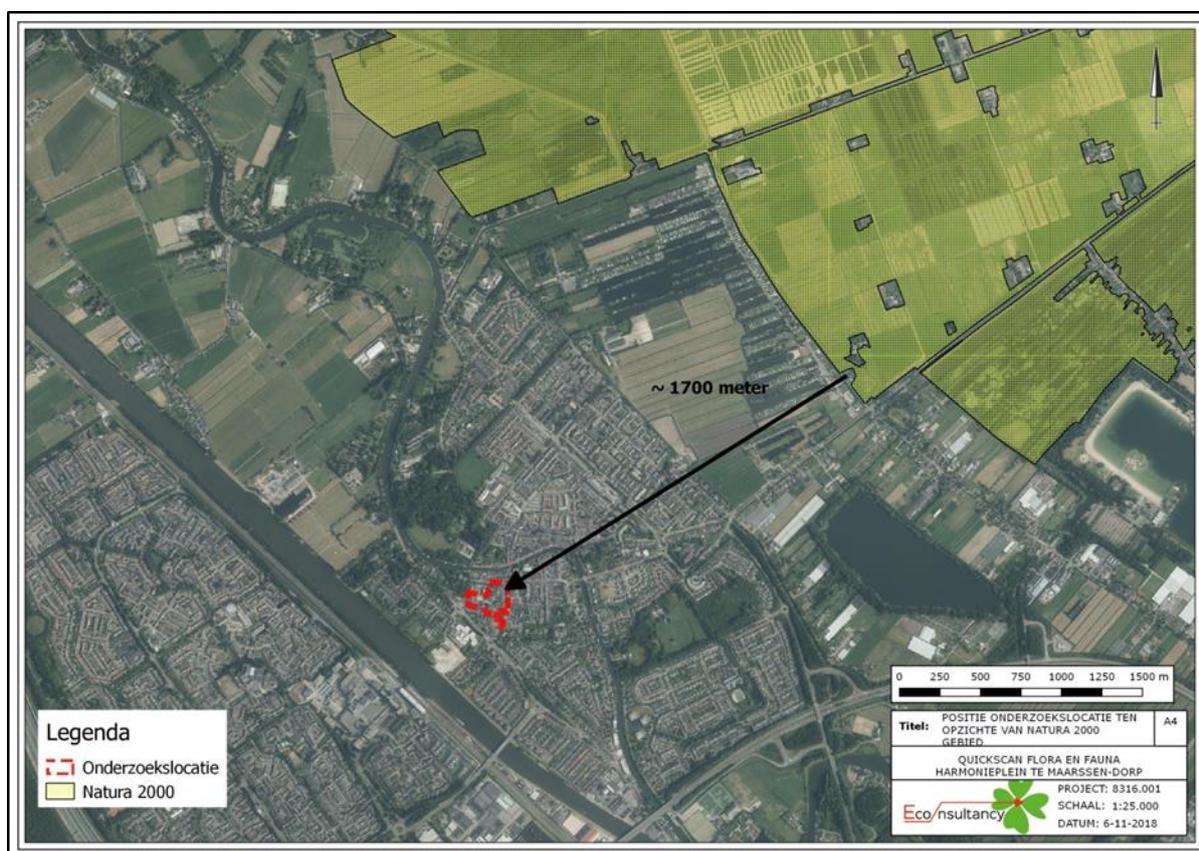 ~ 1700 meter
0 250 500 750 1000 1250 1500 m
Titel: POSITIE ONDERZOEKSLOCATIE TEN
OPZICHTE VAN NATURA 2000
GEBIED
A4
QUICKSCAN FLORA EN FAUNA
HARMONIEPLEIN TE MAARSSEN-DORP
Econsultancy
PROJECT: 8316.001
SCHAAL: 1:25.000
DATUM: 6-11-2018
Legenda
Onderzoekslocatie
Natura 2000